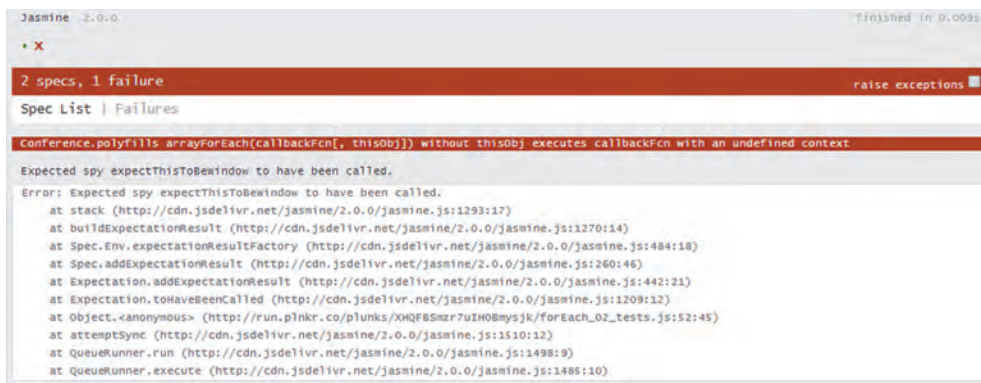 Jasmine 2.0.0
finished in 0.009s
• X
2 specs, 1 failure
raise exceptions
Spec List | Failures
Conference.polyfills arrayForEach(callbackFcn[, thisObj]) without thisObj executes callbackFcn with an undefined context
Expected spy expectThisToBeWindow to have been called.
Error: Expected spy expectThisToBeWindow to have been called.
at stack (http://cdn.jsdelivr.net/jasmine/2.0.0/jasmine.js:1293:17)
at buildExpectationResult (http://cdn.jsdelivr.net/jasmine/2.0.0/jasmine.js:1270:14)
at Spec.Env.expectationResultFactory (http://cdn.jsdelivr.net/jasmine/2.0.0/jasmine.js:484:18)
at Spec.addExpectationResult (http://cdn.jsdelivr.net/jasmine/2.0.0/jasmine.js:260:46)
at Expectation.addExpectationResult (http://cdn.jsdelivr.net/jasmine/2.0.0/jasmine.js:442:21)
at Expectation.toHaveBeenCalled (http://cdn.jsdelivr.net/jasmine/2.0.0/jasmine.js:1209:12)
at Object.<anonymous> (http://run.plnkr.co/plunks/XHQFBSmzr7uIHOBmysjk/forEach_02_tests.js:52:45)
at attemptSync (http://cdn.jsdelivr.net/jasmine/2.0.0/jasmine.js:1510:12)
at QueueRunner.run (http://cdn.jsdelivr.net/jasmine/2.0.0/jasmine.js:1498:9)
at QueueRunner.execute (http://cdn.jsdelivr.net/jasmine/2.0.0/jasmine.js:1485:10)